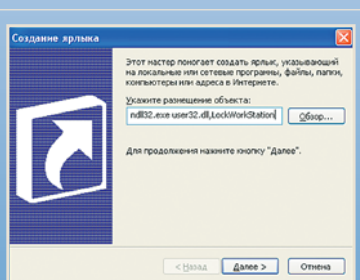 Создание ярлыка
Этот мастер помогает создать ярлык, указывающий
на локальные или сетевые программы, файлы, папки,
компьютеры или адреса в Интернете.
Укажите размещение объекта:
ndll32.exe user32.dll,LockWorkStation
Обзор...
Для продолжения нажмите кнопку "Далее".
< Назад
Далее >
Отмена